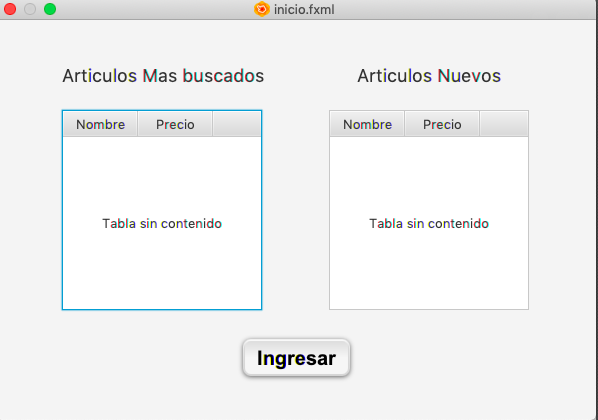 inicio.fxml
Articulos Mas buscados
Articulos Nuevos
Nombre Precio
Nombre Precio
Tabla sin contenido
Tabla sin contenido
Ingresar